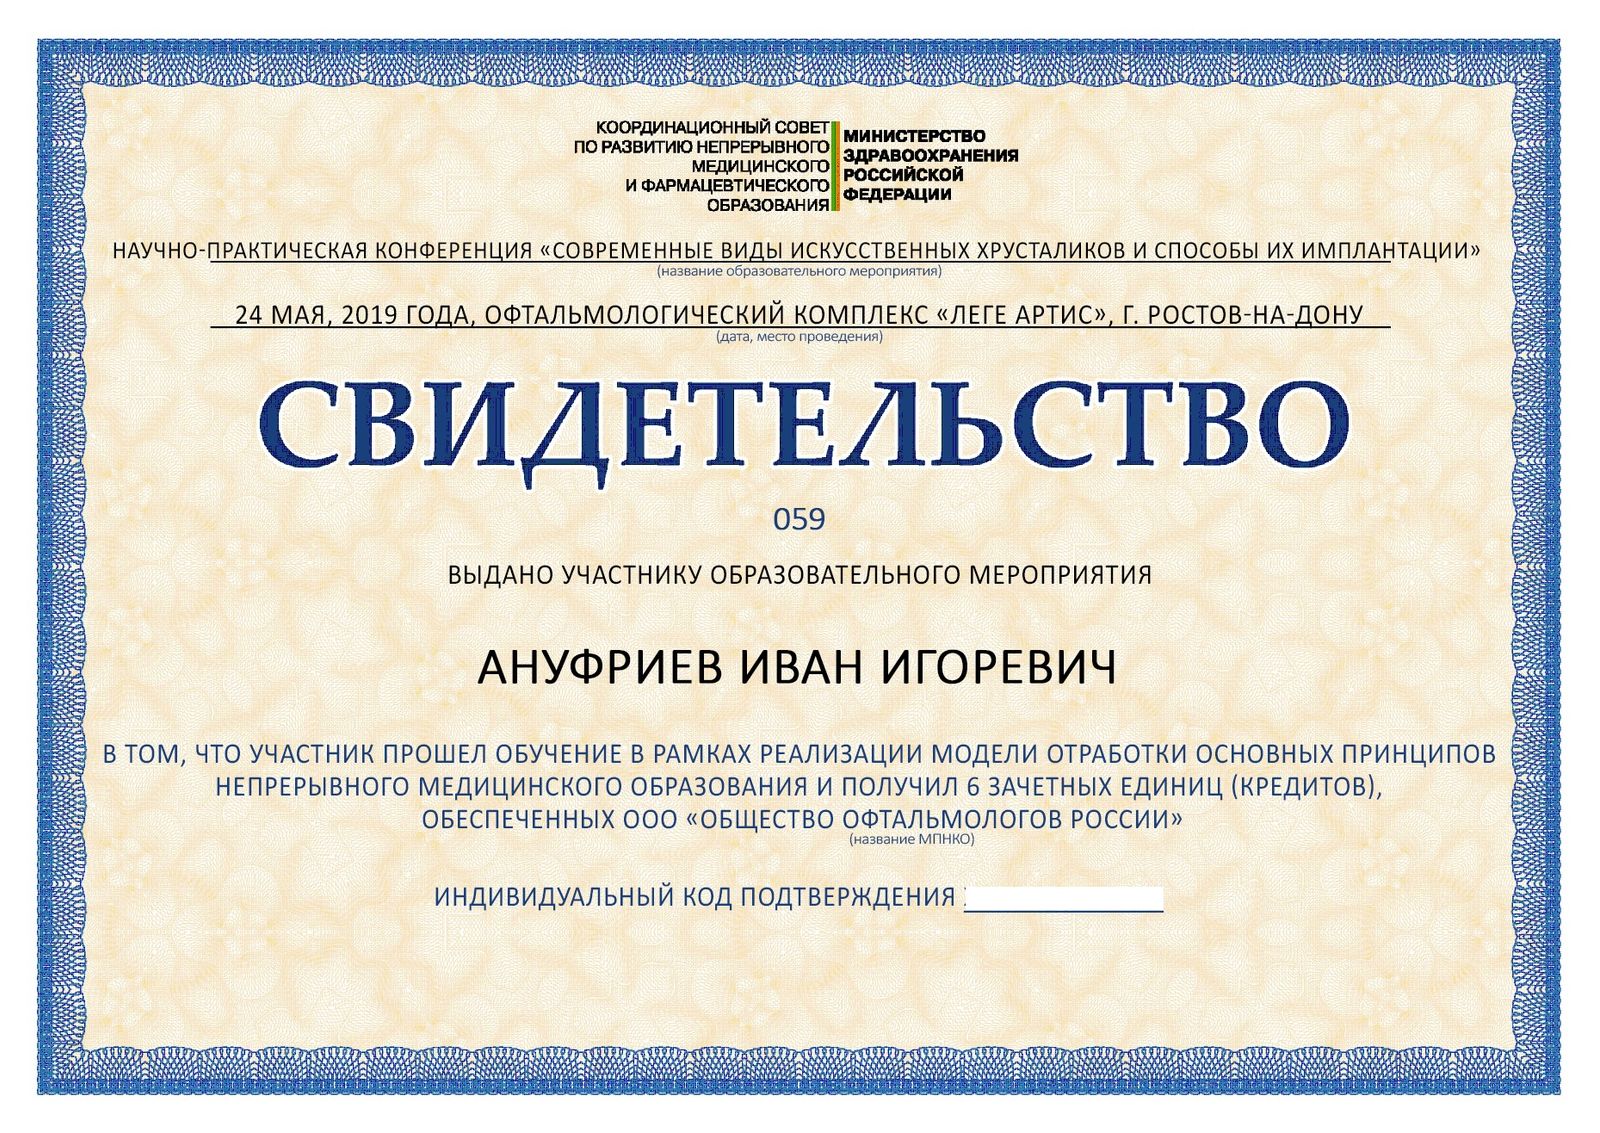 КООРДИНАЦИОННЫЙ СОВЕТ
ПО РАЗВИТИЮ НЕПРЕРЫВНОГО
МЕДИЦИНСКОГО
И ФАРМАЦЕВТИЧЕСКОГО
ОБРАЗОВАНИЯ
МИНИСТЕРСТВО
ЗДРАВООХРАНЕНИЯ
РОССИЙСКОЙ
ФЕДЕРАЦИИ
НАУЧНО-ПРАКТИЧЕСКАЯ КОНФЕРЕНЦИЯ «СОВРЕМЕННЫЕ ВИДЫ ИСКУССТВЕННЫХ ХРУСТАЛИКОВ И СПОСОБЫ ИХ ИМПЛАНТАЦИИ»
(название образовательного мероприятия)
24 МАЯ, 2019 ГОДА, ОФТАЛЬМОЛОГИЧЕСКИЙ КОМПЛЕКС «ЛЕГЕ АРТИС», Г. РОСТОВ-НА-ДОНУ
(дата, место проведения)
СВИДЕТЕЛЬСТВО
059
ВЫДАНО УЧАСТНИКУ ОБРАЗОВАТЕЛЬНОГО МЕРОПРИЯТИЯ
АНУФРИЕВ ИВАН ИГОРЕВИЧ
В ТОМ, ЧТО УЧАСТНИК ПРОШЕЛ ОБУЧЕНИЕ В РАМКАХ РЕАЛИЗАЦИИ МОДЕЛИ ОТРАБОТКИ ОСНОВНЫХ ПРИНЦИПОВ
НЕПРЕРЫВНОГО МЕДИЦИНСКОГО ОБРАЗОВАНИЯ И ПОЛУЧИЛ 6 ЗАЧЕТНЫХ ЕДИНИЦ (КРЕДИТОВ),
ОБЕСПЕЧЕННЫХ ООО «ОБЩЕСТВО ОФТАЛЬМОЛОГОВ РОССИИ»
(название МПНКО)
ИНДИВИДУАЛЬНЫЙ КОД ПОДТВЕРЖДЕНИЯ